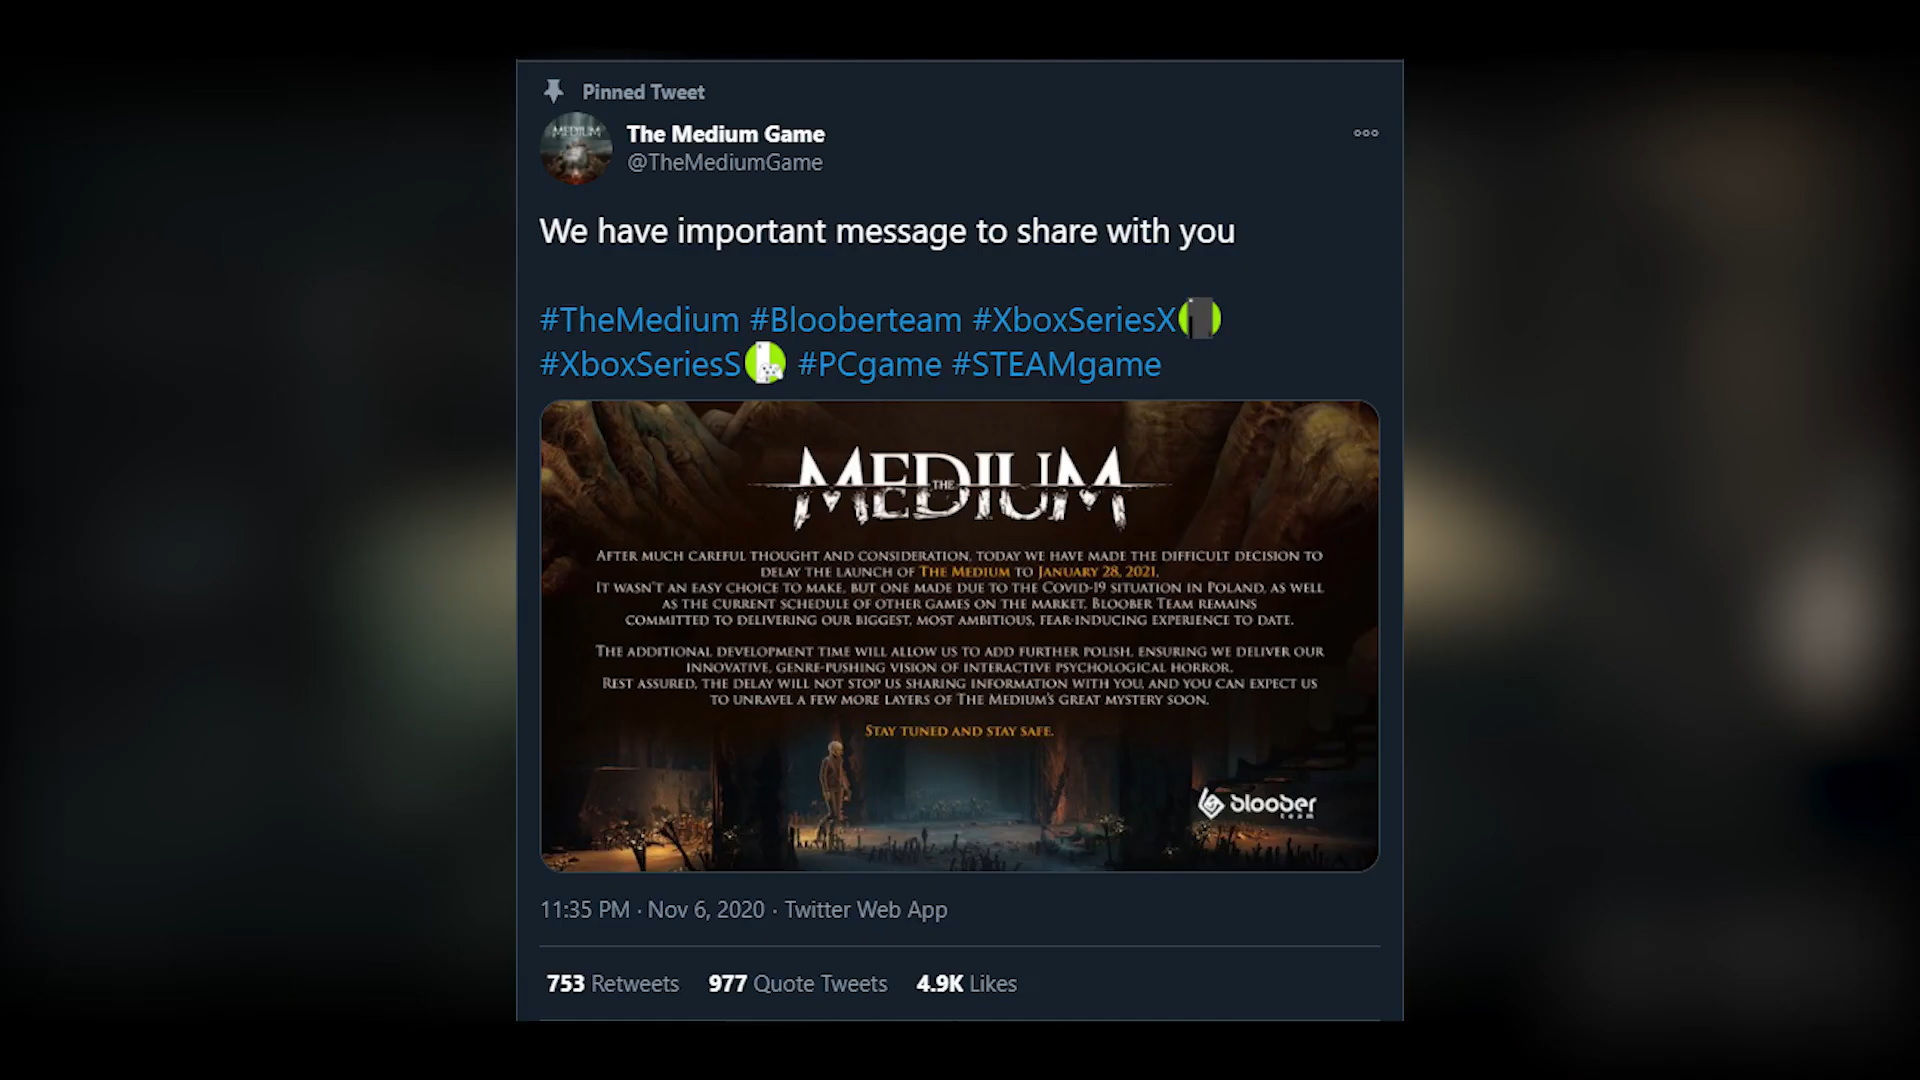 Pinned Tweet
MEDIUM
The Medium Game
@TheMediumGame
We have important message to share with you
#TheMedium #Blooberteam #XboxSeriesX
#XboxSeriesS #PCgame #STEAMgame
THE MEDIUM
AFTER MUCH CAREFUL THOUGHT AND CONSIDERATION, TODAY WE HAVE MADE THE DIFFICULT DECISION TO
DELAY THE LAUNCH OF THE MEDIUM TO JANUARY 28, 2021.
IT WASN'T AN EASY CHOICE TO MAKE, BUT ONE MADE DUE TO THE COVID-19 SITUATION IN POLAND, AS WELL
AS THE CURRENT SCHEDULE OF OTHER GAMES ON THE MARKET. BLOOBER TEAM REMAINS
COMMITTED TO DELIVERING OUR BIGGEST, MOST AMBITIOUS, FEAR-INDUCING EXPERIENCE TO DATE.
THE ADDITIONAL DEVELOPMENT TIME WILL ALLOW US TO ADD FURTHER POLISH, ENSURING WE DELIVER OUR
INNOVATIVE, GENRE-PUSHING VISION OF INTERACTIVE PSYCHOLOGICAL HORROR.
REST ASSURED, THE DELAY WILL NOT STOP US SHARING INFORMATION WITH YOU, AND YOU CAN EXPECT US
TO UNRAVEL A FEW MORE LAYERS OF THE MEDIUM'S GREAT MYSTERY SOON.
STAY TUNED AND STAY SAFE.
bloober
team
11:35 PM · Nov 6, 2020 · Twitter Web App
753 Retweets 977 Quote Tweets 4.9K Likes